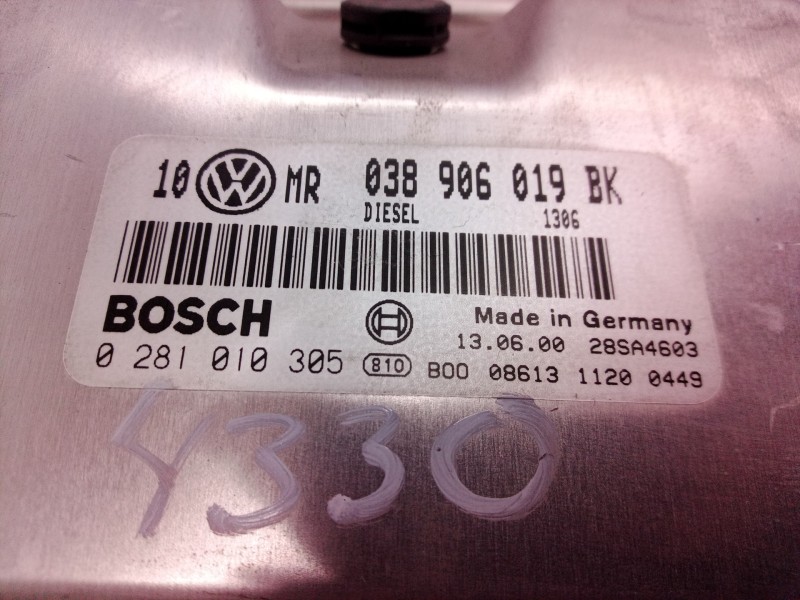 10 VW MR 038 906 019 BK
DIESEL 1306
BOSCH
Made in Germany
13.06.00 28SA4603
0 281 010 305 810 B00 08613 1120 0449
4330